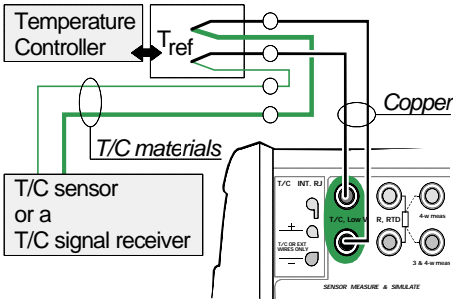 Temperature
Controller
Tref
Copper
T/C materials
T/C sensor
or a
T/C signal receiver
T/C INT. RJ
T/C, Low V R, RTD
4-w meas
+
T/C OR EXT
WIRES ONLY
−
3 & 4-w meas
SENSOR MEASURE & SIMULATE